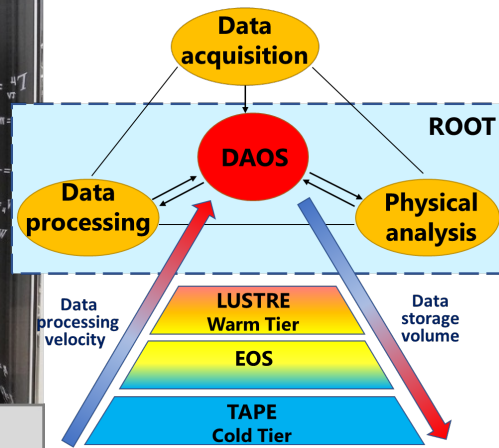 Data
acquisition
ROOT
DAOS
Data
processing
Physical
analysis
Data
processing
velocity
LUSTRE
Warm Tier
Data
storage
volume
EOS
TAPE
Cold Tier